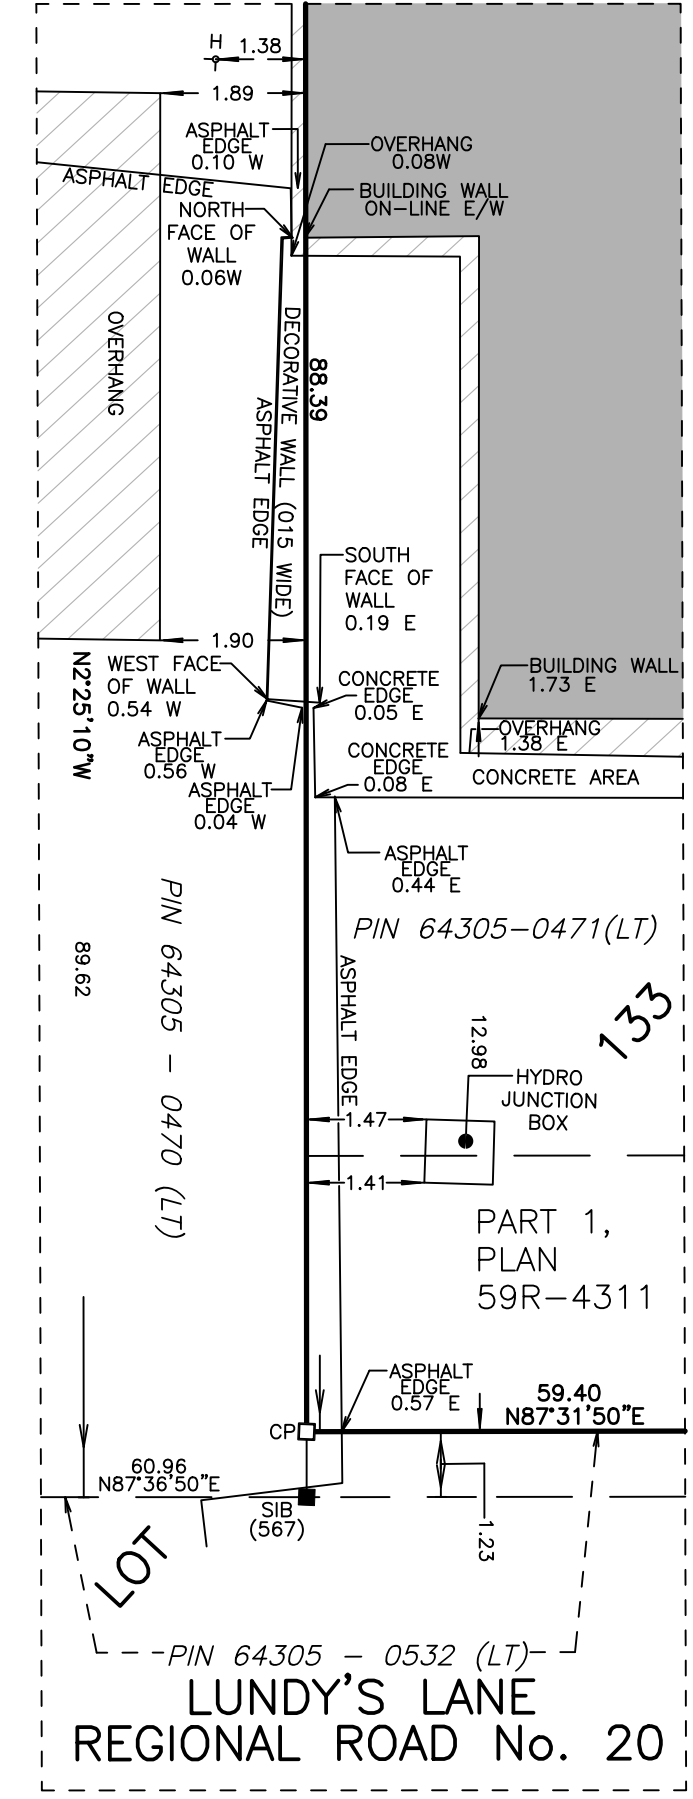 H
1.38
1.89
ASPHALT
EDGE
0.10 W
OVERHANG
0.08W
ASPHALT EDGE
BUILDING WALL
ON-LINE E/W
NORTH
FACE OF
WALL
0.06W
OVERHANG
DECORATIVE WALL (015 WIDE)
ASPHALT EDGE
88.39
SOUTH
FACE OF
WALL
0.19 E
1.90
N2°25'10"W
WEST FACE
OF WALL
0.54 W
CONCRETE
EDGE
0.05 E
BUILDING WALL
1.73 E
ASPHALT
EDGE
0.56 W
OVERHANG
1.38 E
CONCRETE
EDGE
0.08 E
CONCRETE AREA
ASPHALT
EDGE
0.04 W
ASPHALT
EDGE
0.44 E
PIN 64305-0471(LT)
PIN 64305 - 0470 (LT)
89.62
ASPHALT EDGE
133
12.98
HYDRO
JUNCTION
BOX
1.47
1.41
PART 1,
PLAN
59R-4311
ASPHALT
EDGE
0.57 E
59.40
N87°31'50"E
CP
60.96
N87°36'50"E
SIB
(567)
1.23
LOT
PIN 64305 - 0532 (LT)
LUNDY'S LANE
REGIONAL ROAD No. 20